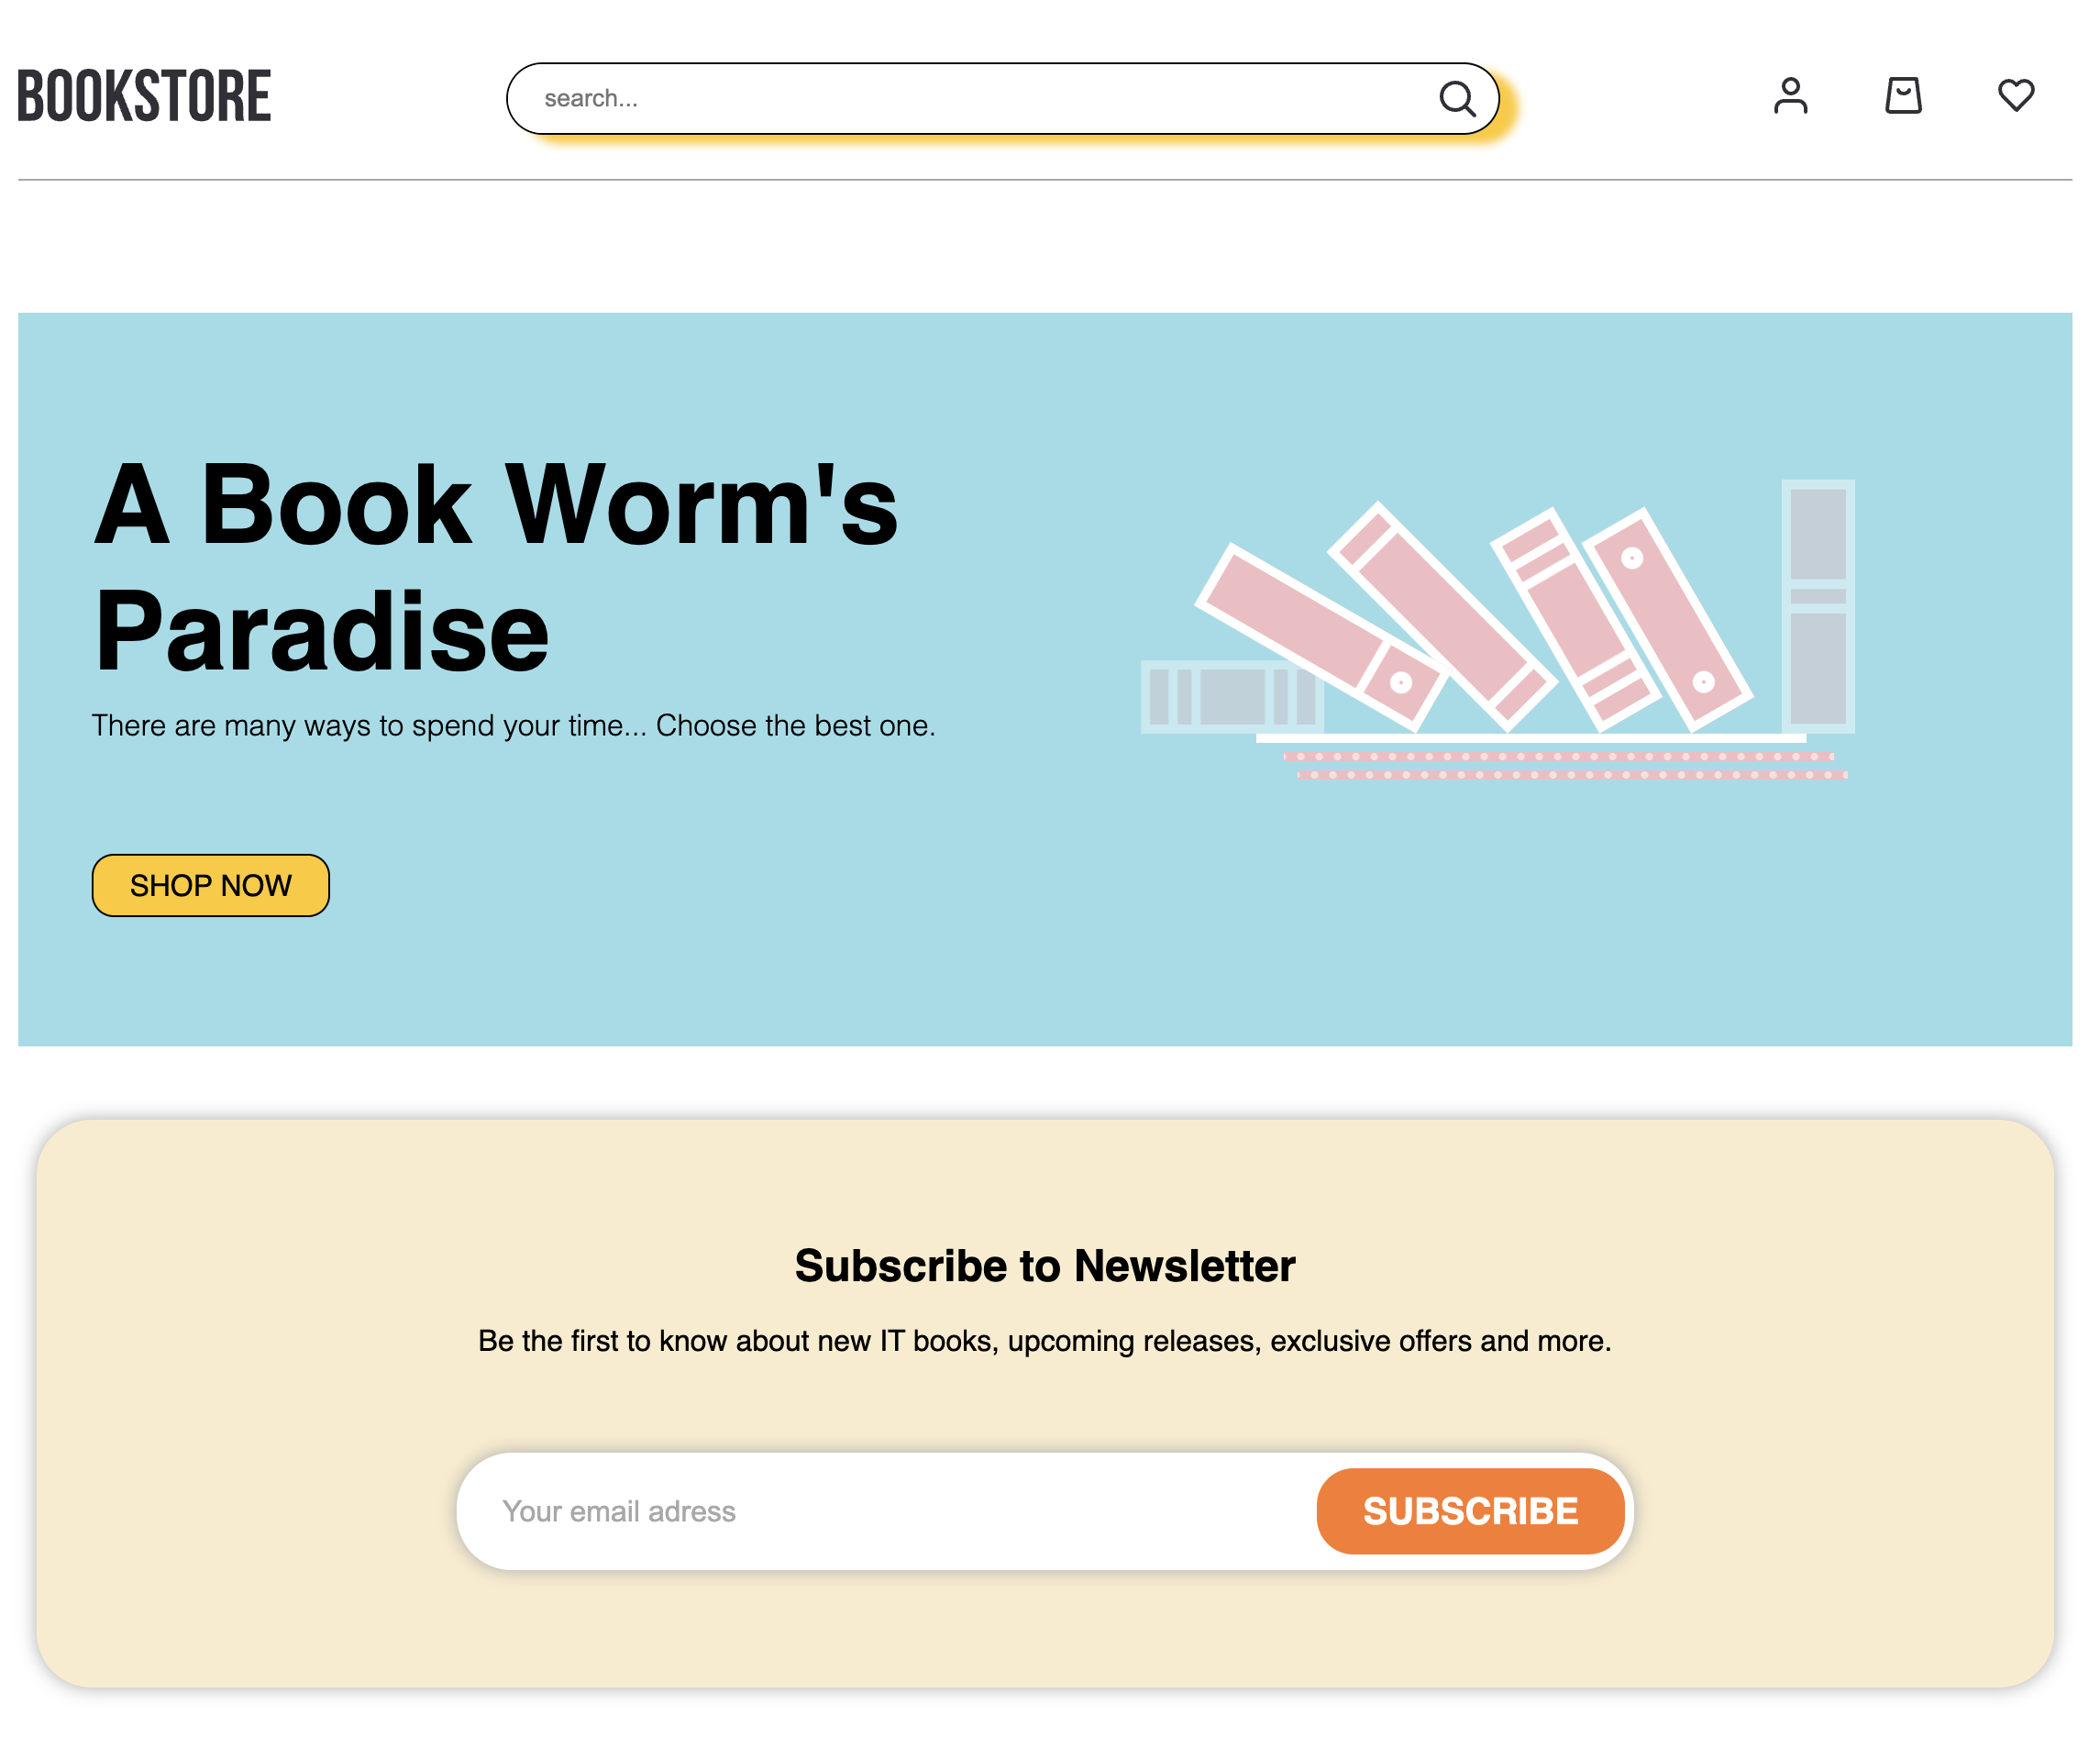 BOOKSTORE
search...
A Book Worm's
Paradise
There are many ways to spend your time... Choose the best one.
SHOP NOW
Subscribe to Newsletter
Be the first to know about new IT books, upcoming releases, exclusive offers and more.
Your email adress
SUBSCRIBE